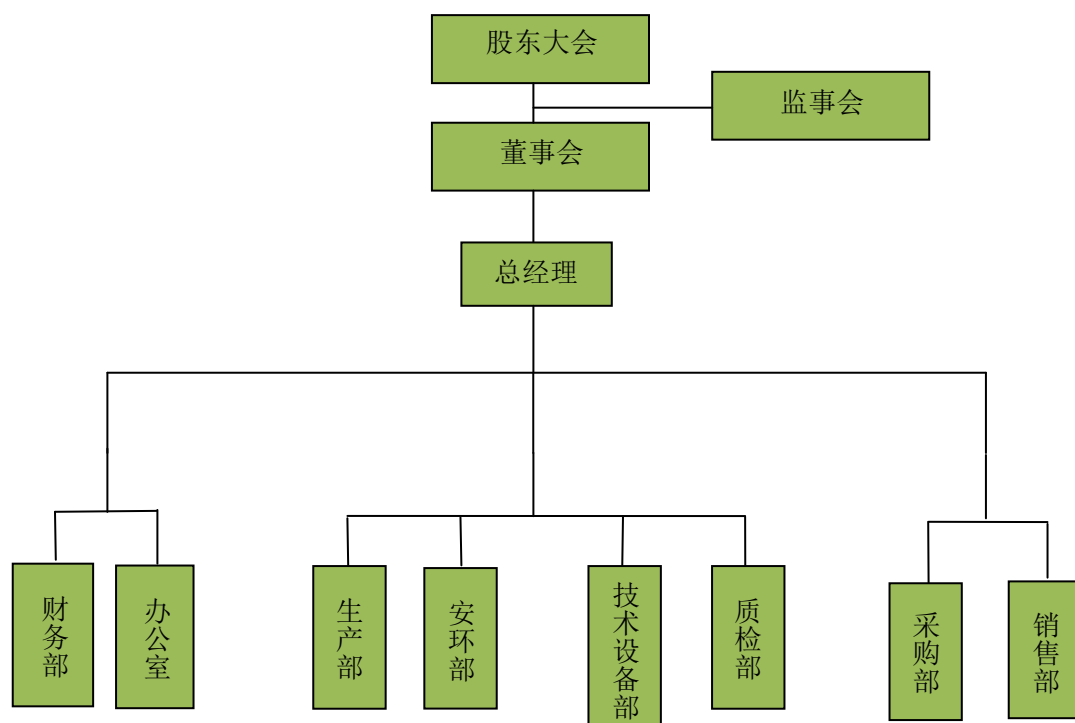 股东大会
监事会
董事会
总经理
财务部
办公室
生产部
安环部
技术设备部
质检部
采购部
销售部